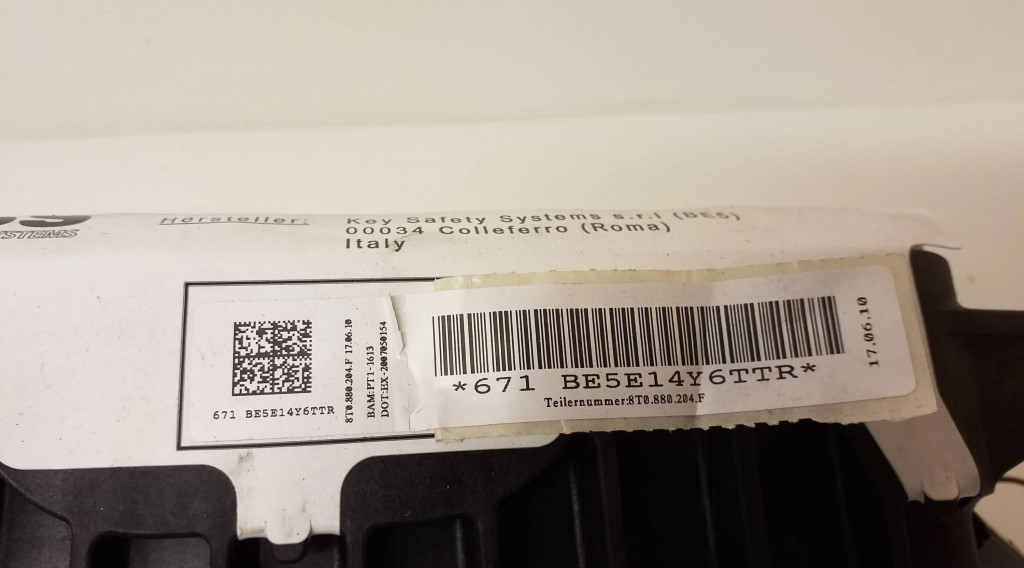 SYSTEMS
Hersteller: Key Safety Systems s.r.l (BE5)
00034 Colleferro (Roma)
Italy
671 BE5E14Y6TTR
8T0.880.204.F 17.06.10
BAM:PT1-1613
DOT:EX-2007050154
*671 BE5E14Y6TTR*
Teilernummer:8T0.880.204.F
17.06.10